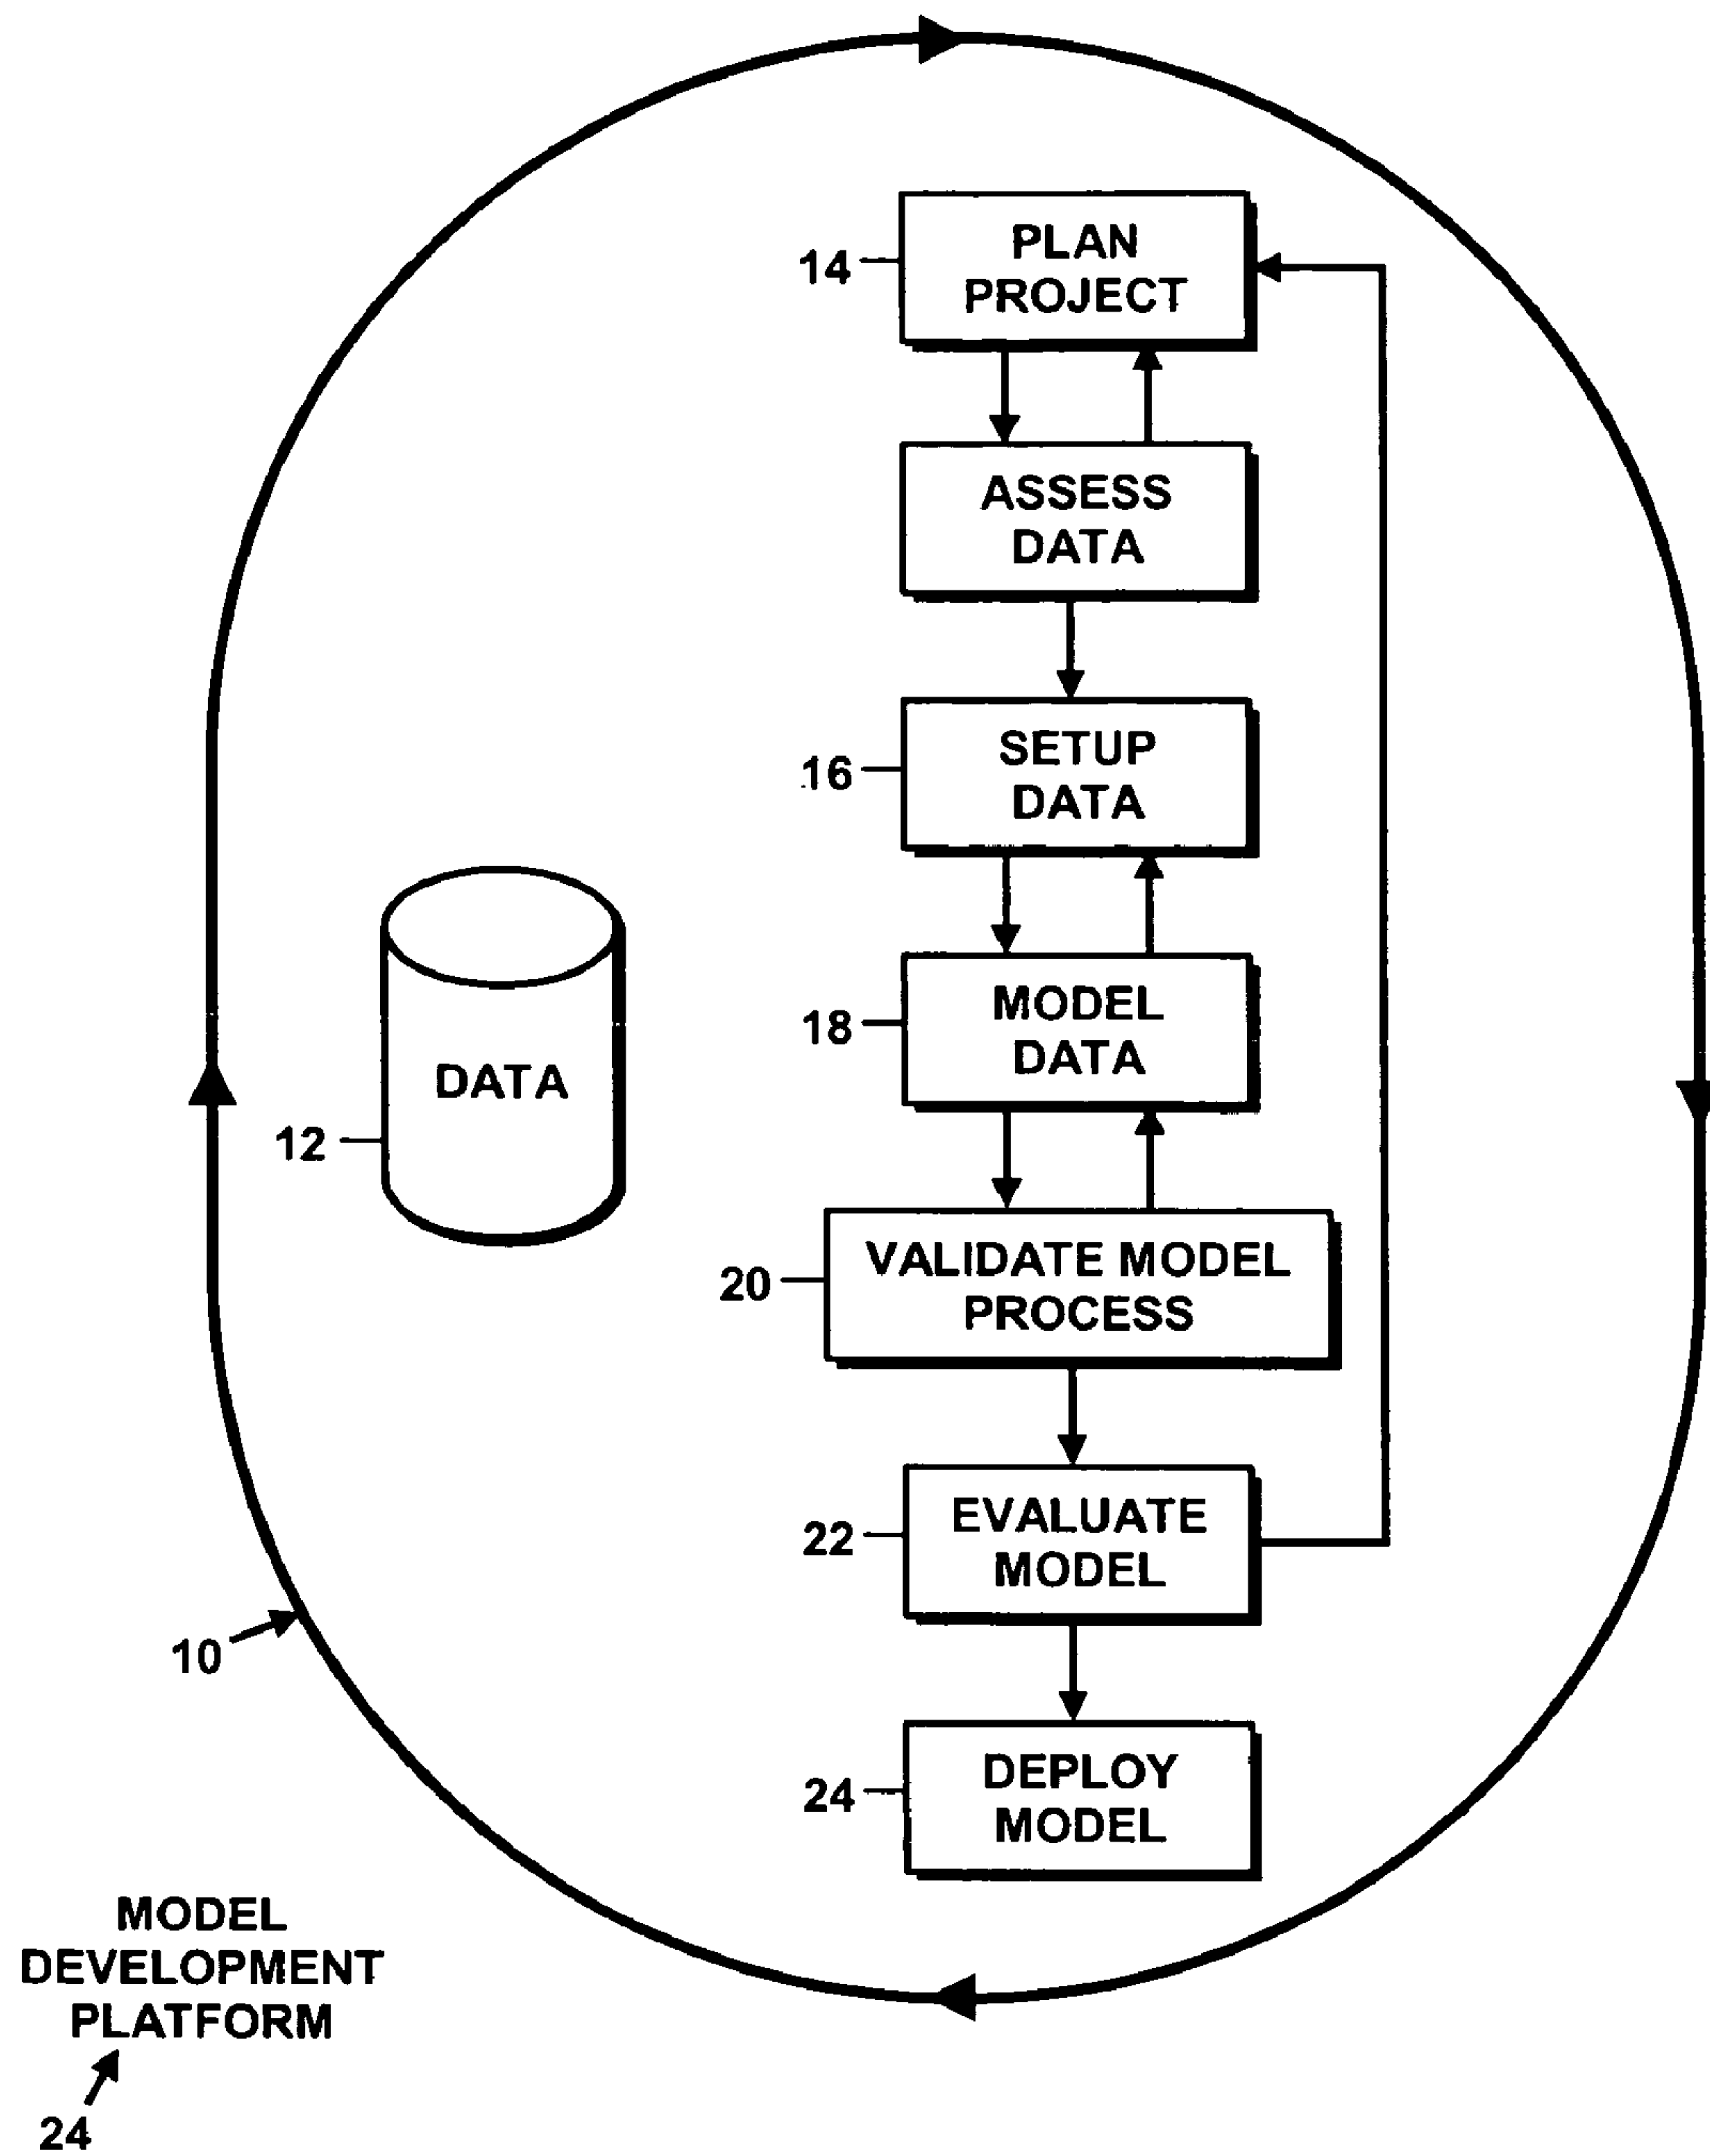 14
PLAN
PROJECT
ASSESS
DATA
16
SETUP
DATA
18
MODEL
DATA
DATA
12
20
VALIDATE MODEL
PROCESS
22
EVALUATE
MODEL
10
24
DEPLOY
MODEL
MODEL
DEVELOPMENT
PLATFORM
24